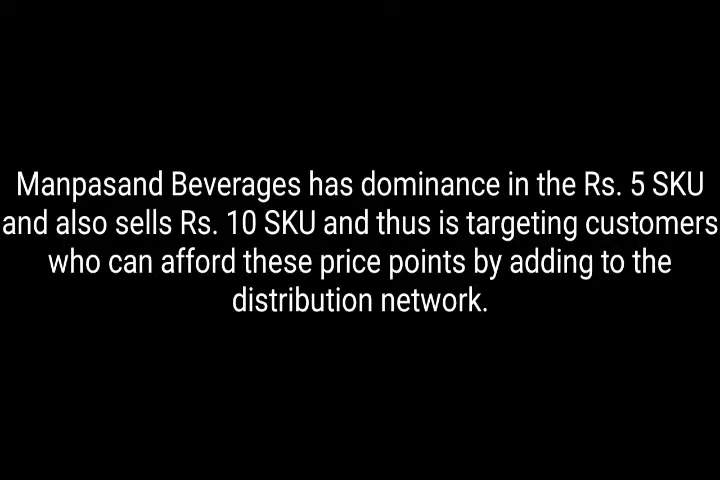 Manpasand Beverages has dominance in the Rs. 5 SKU
and also sells Rs. 10 SKU and thus is targeting customers
who can afford these price points by adding to the
distribution network.